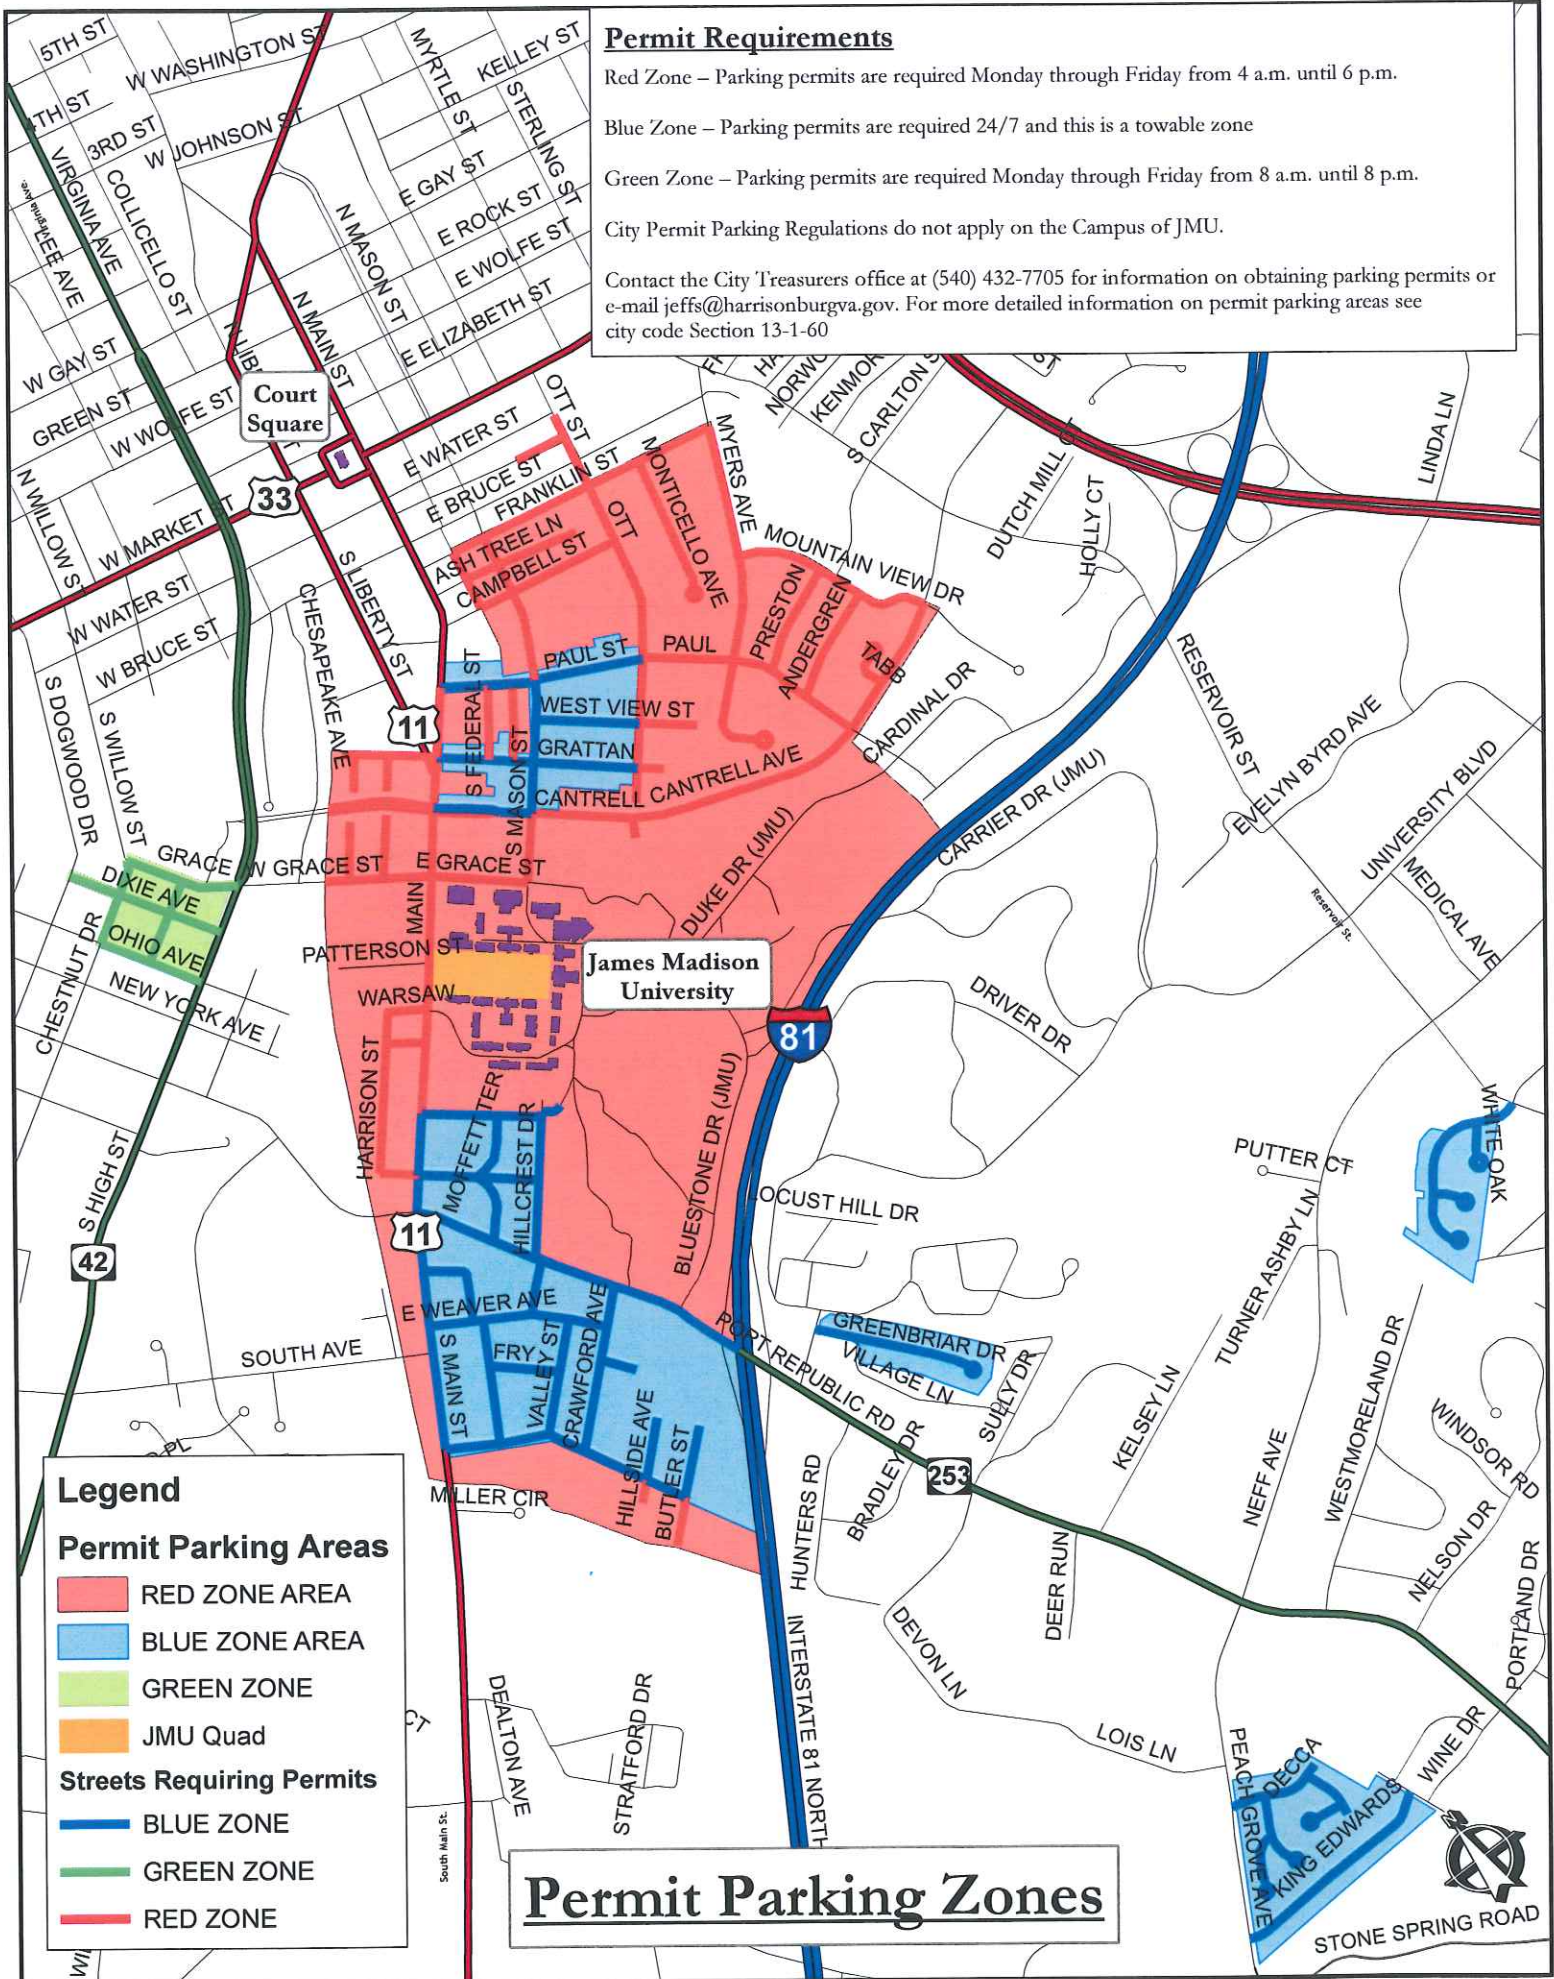 Permit Requirements
Red Zone – Parking permits are required Monday through Friday from 4 a.m. until 6 p.m.
Blue Zone – Parking permits are required 24/7 and this is a towable zone
Green Zone – Parking permits are required Monday through Friday from 8 a.m. until 8 p.m.
City Permit Parking Regulations do not apply on the Campus of JMU.
Contact the City Treasurers office at (540) 432-7705 for information on obtaining parking permits or
e-mail jeffs@harrisonburgva.gov. For more detailed information on permit parking areas see
city code Section 13-1-60
5TH ST
W WASHINGTON ST
MYRTLE ST
KELLEY ST
4TH ST
3RD ST
W JOHNSON ST
STERLING ST
VIRGINIA AVE
Virginia Ave.
COLLICELLO ST
LEE AVE
E GAY ST
E ROCK ST
N MASON ST
E WOLFE ST
N MAIN ST
E ELIZABETH ST
W GAY ST
GREEN ST
W WOLFE ST
Court
Square
OTT ST
E WATER ST
E BRUCE ST
FRANKLIN ST
MONTICELLO AVE
MYERS AVE
S CARLTON S
DUTCH MILL CT
HOLLY CT
LINDA LN
N WILLOW ST
33
W MARKET ST
W WATER ST
W BRUCE ST
S LIBERTY ST
CHESAPEAKE AVE
ASH TREE LN
CAMPBELL ST
OTT
MOUNTAIN VIEW DR
PRESTON
ANDERGREN
TABB
PAUL ST
PAUL
S FEDERAL ST
WEST VIEW ST
GRATTAN
S MASON ST
CANTRELL
CANTRELL AVE
CARDINAL DR
RESERVOIR ST
EVELYN BYRD AVE
UNIVERSITY BLVD
MEDICAL AVE
Reservoir St.
CARRIER DR (JMU)
DUKE DR (JMU)
11
S DOGWOOD DR
S WILLOW ST
GRACE
W GRACE ST
E GRACE ST
DIXIE AVE
OHIO AVE
CHESTNUT DR
NEW YORK AVE
MAIN
PATTERSON ST
WARSAW
James Madison
University
81
DRIVER DR
HARRISON ST
MOFFETT TER
HILLCREST DR
BLUESTONE DR (JMU)
S HIGH ST
42
11
LOCUST HILL DR
PUTTER CT
WHITE OAK
TURNER ASHBY LN
E WEAVER AVE
SOUTH AVE
S MAIN ST
FRY
VALLEY ST
CRAWFORD AVE
HILLSIDE AVE
BUTLER ST
MILLER CIR
PORT REPUBLIC RD
GREENBRIAR DR
VILLAGE LN
SULLY DR
253
HUNTERS RD
BRADLEY DR
KELSEY LN
DEER RUN
NEFF AVE
WESTMORELAND DR
WINDSOR RD
NELSON DR
PORTLAND DR
DEVON LN
LOIS LN
WINE DR
PEACH GROVE AVE
DECCA
KING EDWARDS
STONE SPRING ROAD
INTERSTATE 81 NORTH
DEALTON AVE
STRATFORD DR
South Main St.
CT
PL
Legend
Permit Parking Areas
RED ZONE AREA
BLUE ZONE AREA
GREEN ZONE
JMU Quad
Streets Requiring Permits
BLUE ZONE
GREEN ZONE
RED ZONE
Permit Parking Zones
N